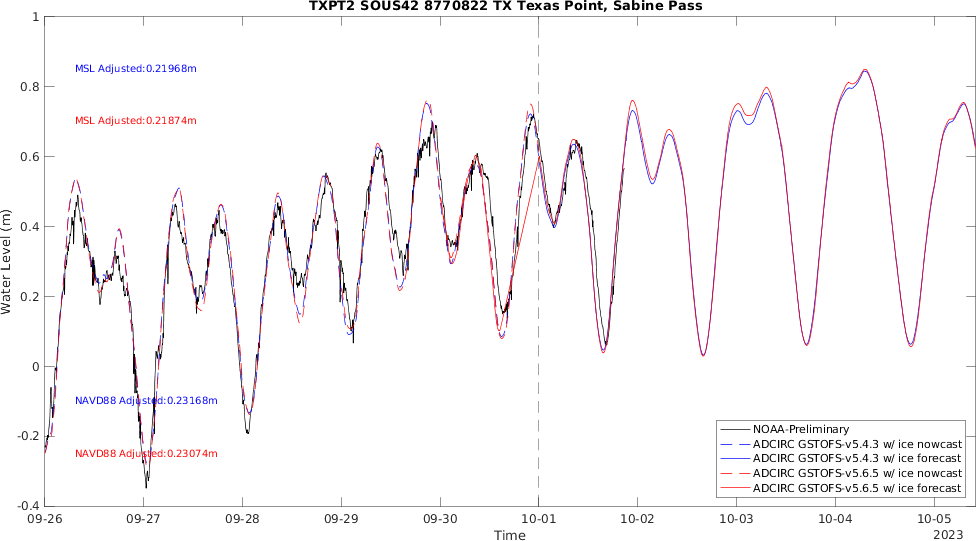 TXPT2 SOUS42 8770822 TX Texas Point, Sabine Pass
1
0.8
0.6
0.4
0.2
0
-0.2
-0.4
Water Level (m)
MSL Adjusted:0.21968m
MSL Adjusted:0.21874m
NAVD88 Adjusted:0.23168m
NAVD88 Adjusted:0.23074m
NOAA-Preliminary
ADCIRC GSTOFS-v5.4.3 w/ ice nowcast
ADCIRC GSTOFS-v5.4.3 w/ ice forecast
ADCIRC GSTOFS-v5.6.5 w/ ice nowcast
ADCIRC GSTOFS-v5.6.5 w/ ice forecast
09-26 09-27 09-28 09-29 09-30 10-01 10-02 10-03 10-04 10-05
Time
2023